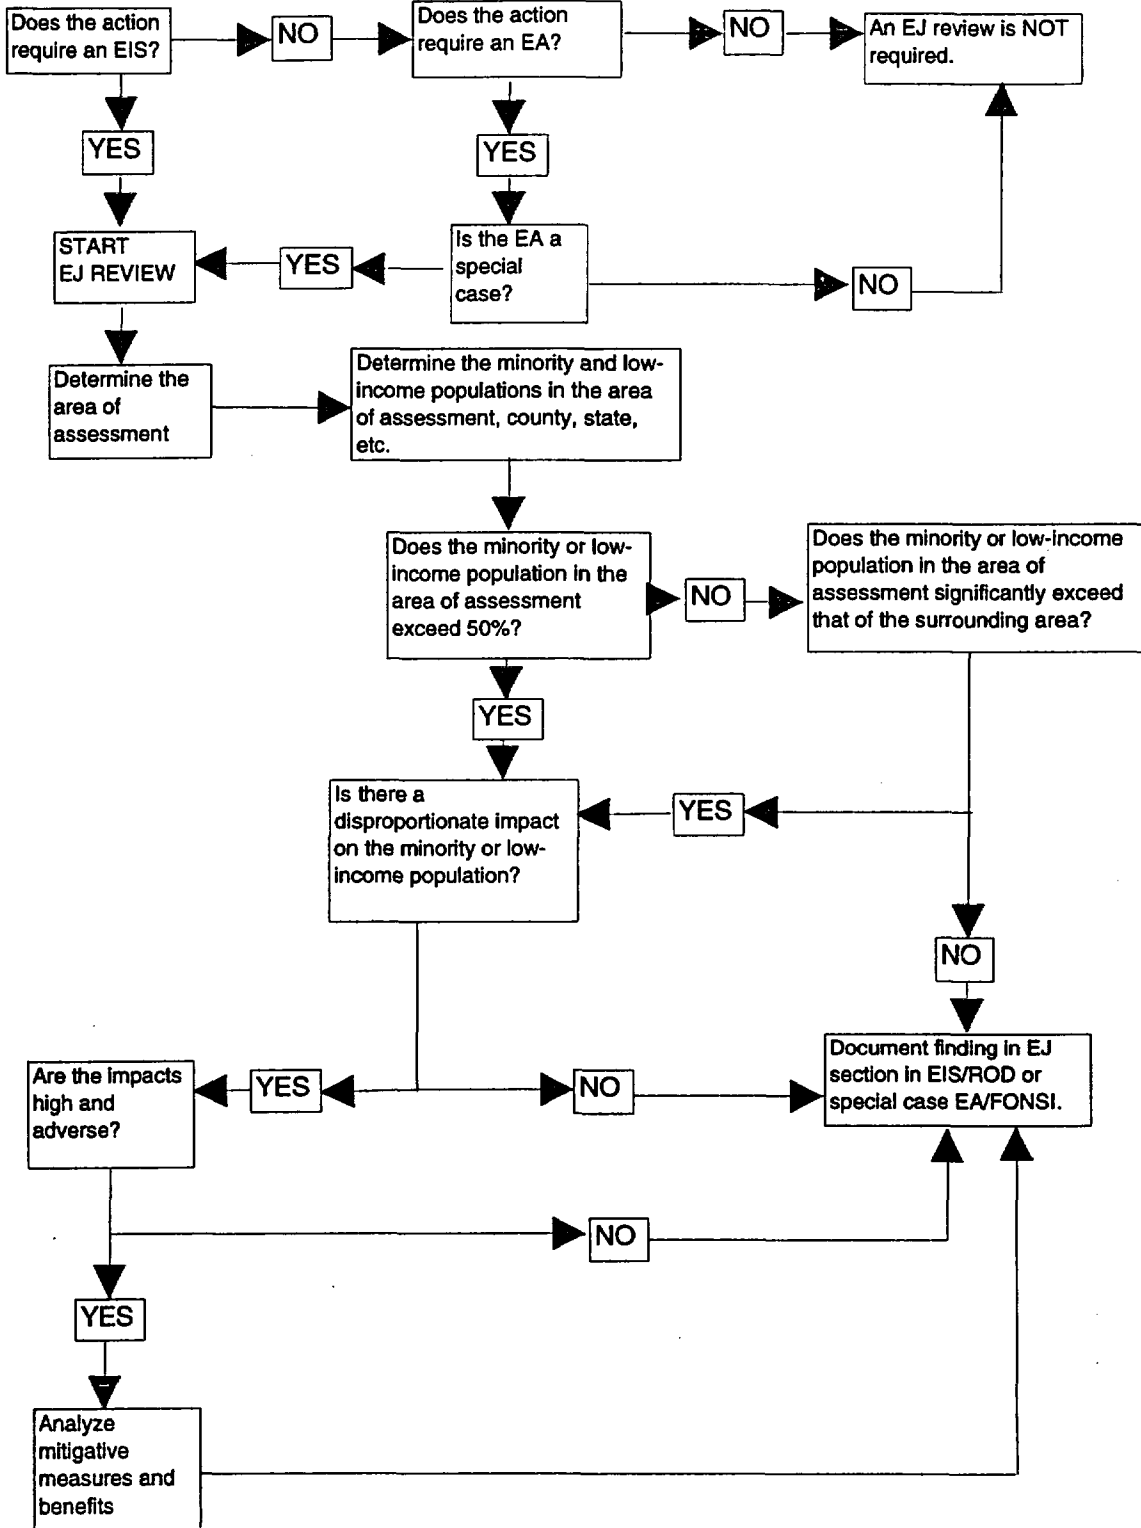 Does the action
require an EIS?
NO
Does the action
require an EA?
NO
An EJ review is NOT
required.
YES
YES
START
EJ REVIEW
YES
Is the EA a
special
case?
NO
Determine the
area of
assessment
Determine the minority and low-
income populations in the area
of assessment, county, state,
etc.
Does the minority or low-
income population in the
area of assessment
exceed 50%?
NO
Does the minority or low-income
population in the area of
assessment significantly exceed
that of the surrounding area?
YES
Is there a
disproportionate impact
on the minority or low-
income population?
YES
NO
Are the impacts
high and
adverse?
YES
NO
Document finding in EJ
section in EIS/ROD or
special case EA/FONSI.
NO
YES
Analyze
mitigative
measures and
benefits